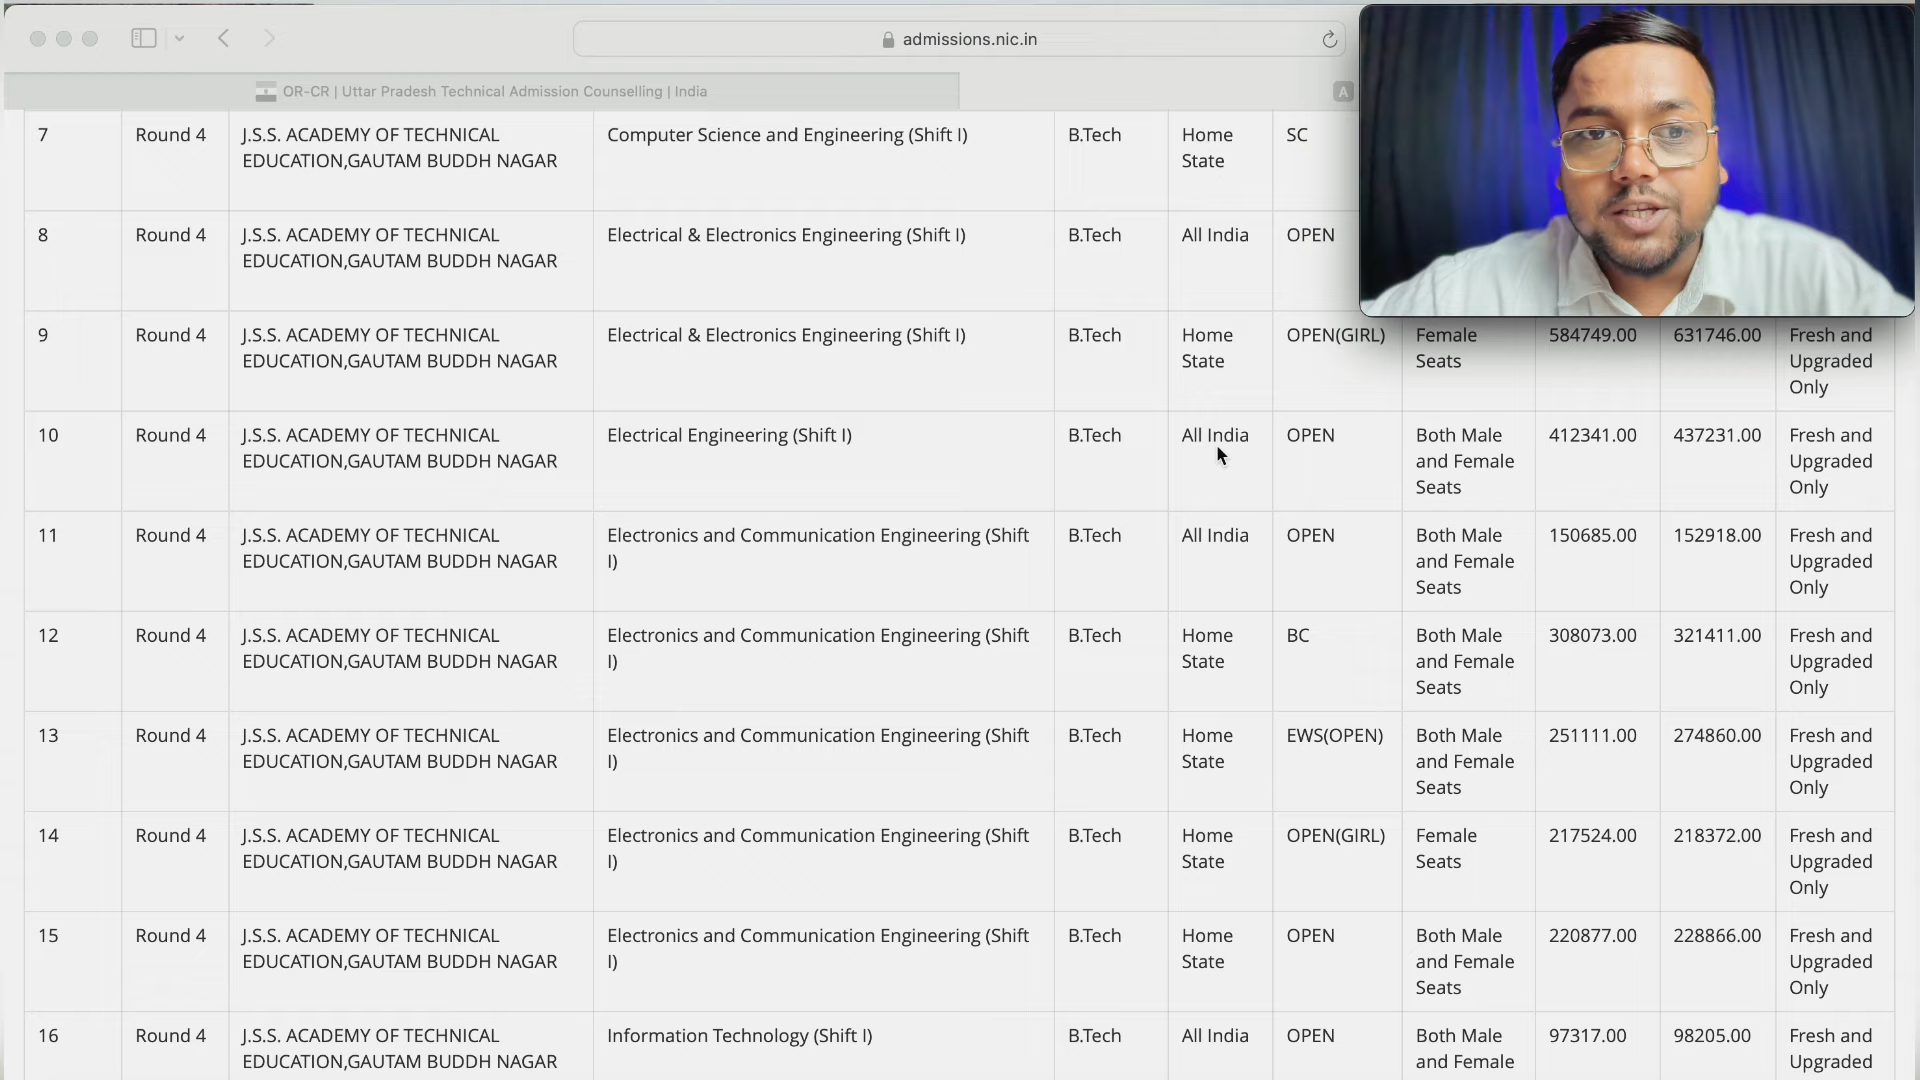 admissions.nic.in
OR-CR | Uttar Pradesh Technical Admission Counselling | India
A
7 Round 4 J.S.S. ACADEMY OF TECHNICAL Computer Science and Engineering (Shift I) B.Tech Home SC
EDUCATION,GAUTAM BUDDH NAGAR State
8 Round 4 J.S.S. ACADEMY OF TECHNICAL Electrical & Electronics Engineering (Shift I) B.Tech All India OPEN
EDUCATION,GAUTAM BUDDH NAGAR
9 Round 4 J.S.S. ACADEMY OF TECHNICAL Electrical & Electronics Engineering (Shift I) B.Tech Home OPEN(GIRL) Female 584749.00 631746.00 Fresh and
EDUCATION,GAUTAM BUDDH NAGAR State Seats Upgraded
Only
10 Round 4 J.S.S. ACADEMY OF TECHNICAL Electrical Engineering (Shift I) B.Tech All India OPEN Both Male 412341.00 437231.00 Fresh and
EDUCATION,GAUTAM BUDDH NAGAR and Female Upgraded
Seats Only
11 Round 4 J.S.S. ACADEMY OF TECHNICAL Electronics and Communication Engineering (Shift B.Tech All India OPEN Both Male 150685.00 152918.00 Fresh and
EDUCATION,GAUTAM BUDDH NAGAR I) and Female Upgraded
Seats Only
12 Round 4 J.S.S. ACADEMY OF TECHNICAL Electronics and Communication Engineering (Shift B.Tech Home BC Both Male 308073.00 321411.00 Fresh and
EDUCATION,GAUTAM BUDDH NAGAR I) State and Female Upgraded
Seats Only
13 Round 4 J.S.S. ACADEMY OF TECHNICAL Electronics and Communication Engineering (Shift B.Tech Home EWS(OPEN) Both Male 251111.00 274860.00 Fresh and
EDUCATION,GAUTAM BUDDH NAGAR I) State and Female Upgraded
Seats Only
14 Round 4 J.S.S. ACADEMY OF TECHNICAL Electronics and Communication Engineering (Shift B.Tech Home OPEN(GIRL) Female 217524.00 218372.00 Fresh and
EDUCATION,GAUTAM BUDDH NAGAR I) State Seats Upgraded
Only
15 Round 4 J.S.S. ACADEMY OF TECHNICAL Electronics and Communication Engineering (Shift B.Tech Home OPEN Both Male 220877.00 228866.00 Fresh and
EDUCATION,GAUTAM BUDDH NAGAR I) State and Female Upgraded
Seats Only
16 Round 4 J.S.S. ACADEMY OF TECHNICAL Information Technology (Shift I) B.Tech All India OPEN Both Male 97317.00 98205.00 Fresh and
EDUCATION,GAUTAM BUDDH NAGAR and Female Upgraded